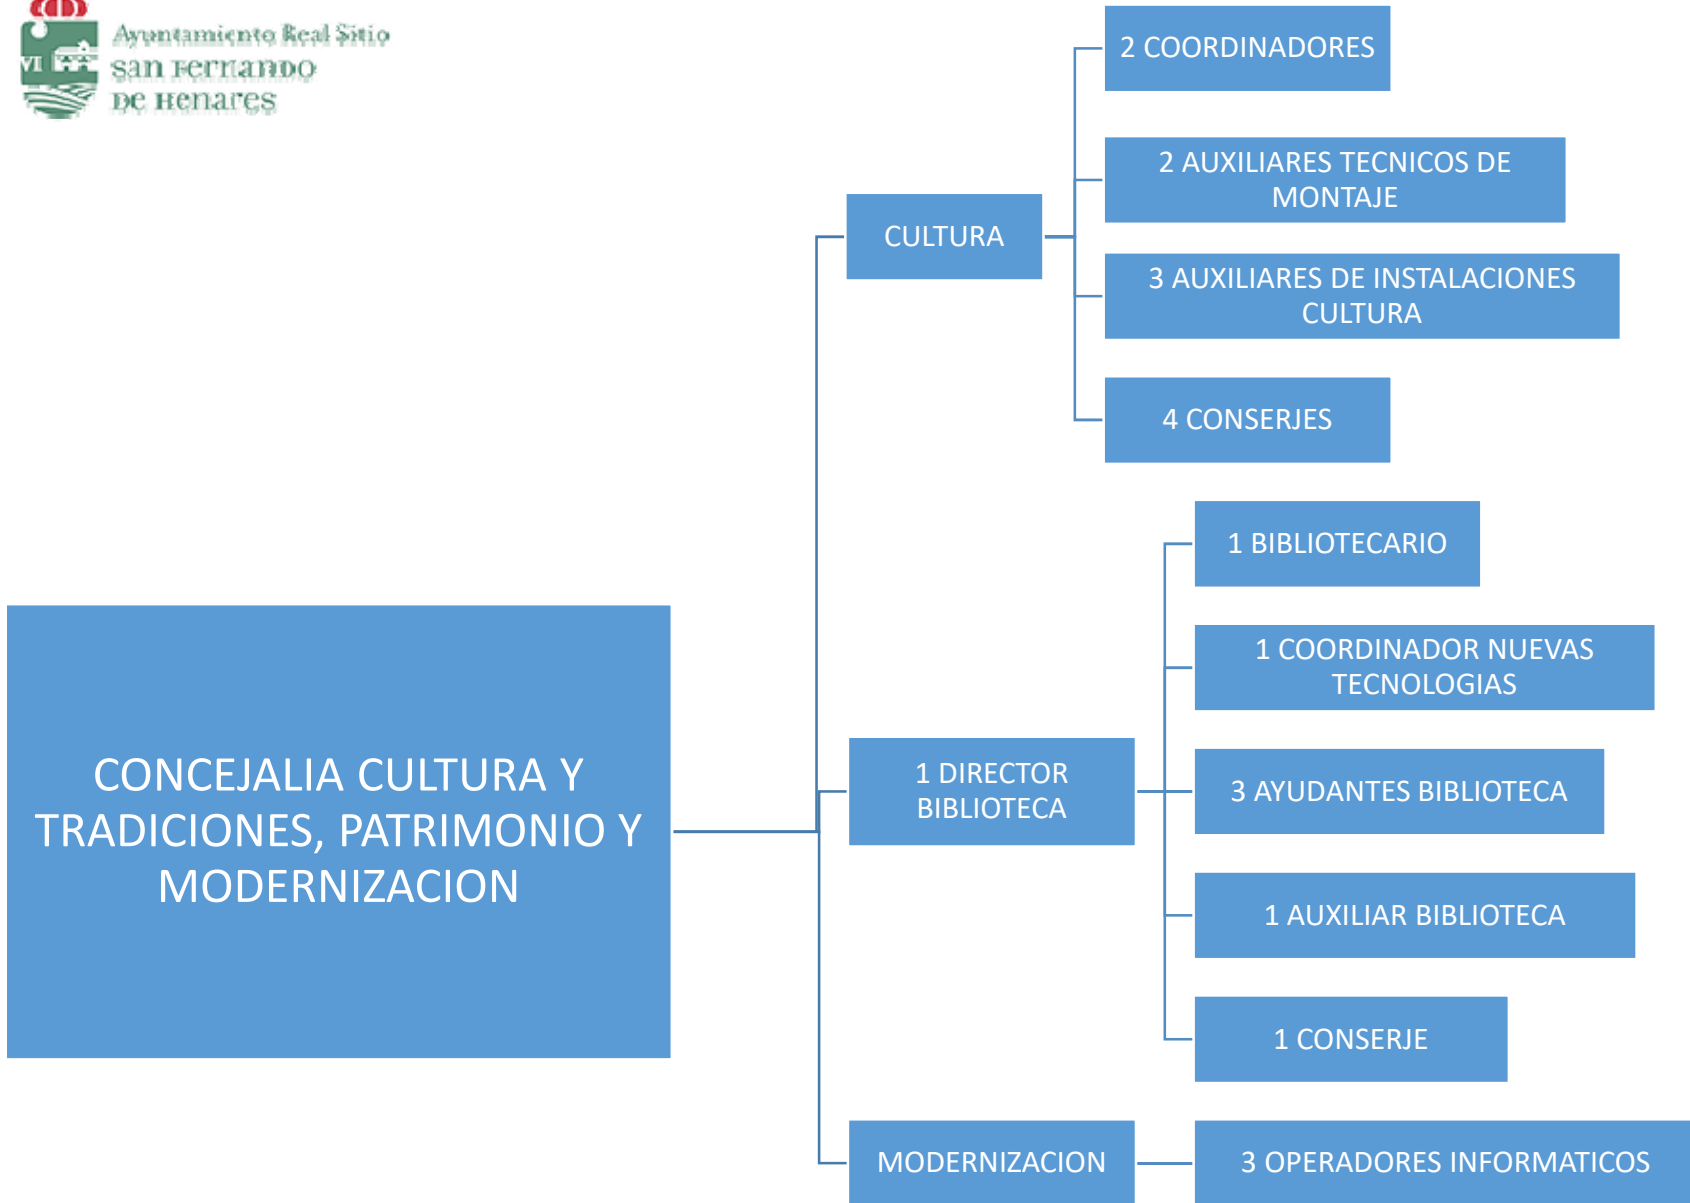 Ayuntamiento Real Sitio
san Fernando
De Henares
VI
2 COORDINADORES
2 AUXILIARES TECNICOS DE
MONTAJE
CULTURA
3 AUXILIARES DE INSTALACIONES
CULTURA
4 CONSERJES
1 BIBLIOTECARIO
1 COORDINADOR NUEVAS
TECNOLOGIAS
CONCEJALIA CULTURA Y
TRADICIONES, PATRIMONIO Y
MODERNIZACION
1 DIRECTOR
BIBLIOTECA
3 AYUDANTES BIBLIOTECA
1 AUXILIAR BIBLIOTECA
1 CONSERJE
MODERNIZACION
3 OPERADORES INFORMATICOS